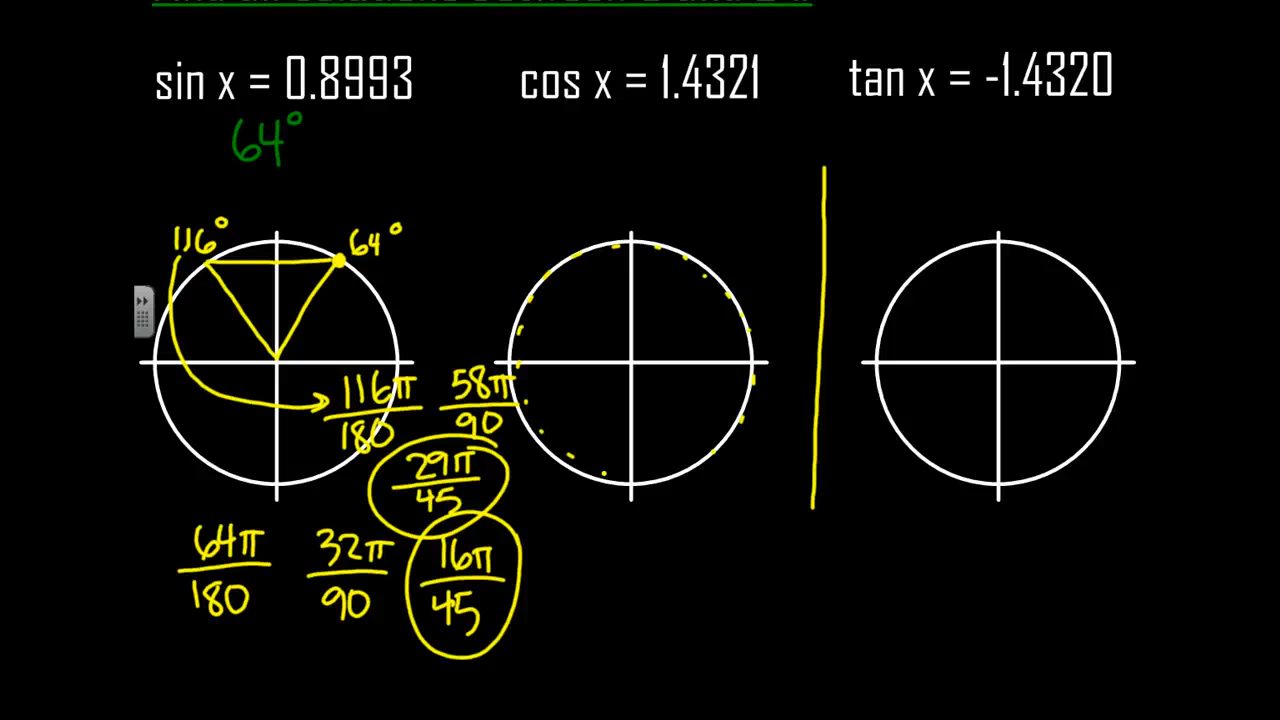 sin x = 0.8993
cos x = 1.4321
tan x = -1.4320
64°
116°
64°
116π
180
58π
90
29π
45
64π
180
32π
90
16π
45